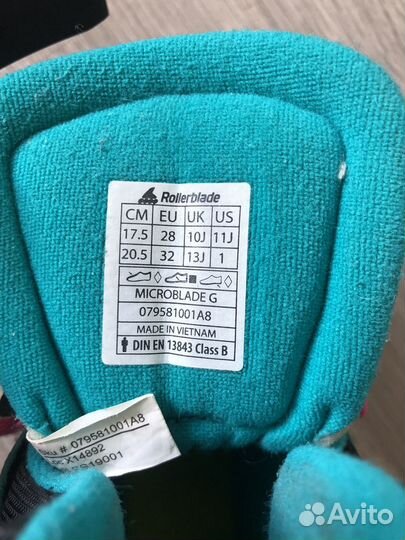 Rollerblade
CM EU UK US
17.5 28 10J 11J
20.5 32 13J 1
MICROBLADE G
079581001A8
MADE IN VIETNAM
DIN EN 13843 Class B
# 079581001A8
X14892
19001
Avito